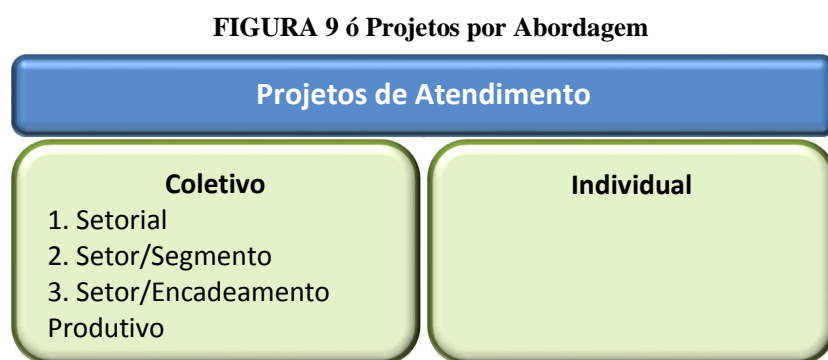 FIGURA 9 ó Projetos por Abordagem
Projetos de Atendimento
Coletivo
1. Setorial
2. Setor/Segmento
3. Setor/Encadeamento
Produtivo
Individual